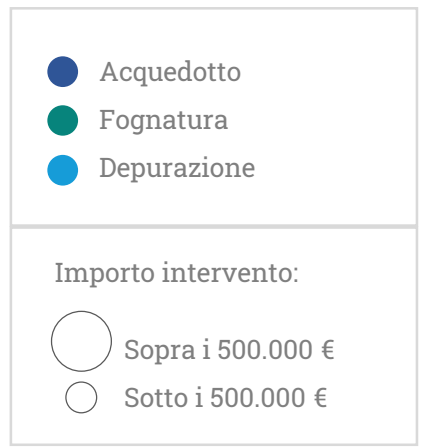 Acquedotto
Fognatura
Depurazione
Importo intervento:
Sopra i 500.000 €
Sotto i 500.000 €